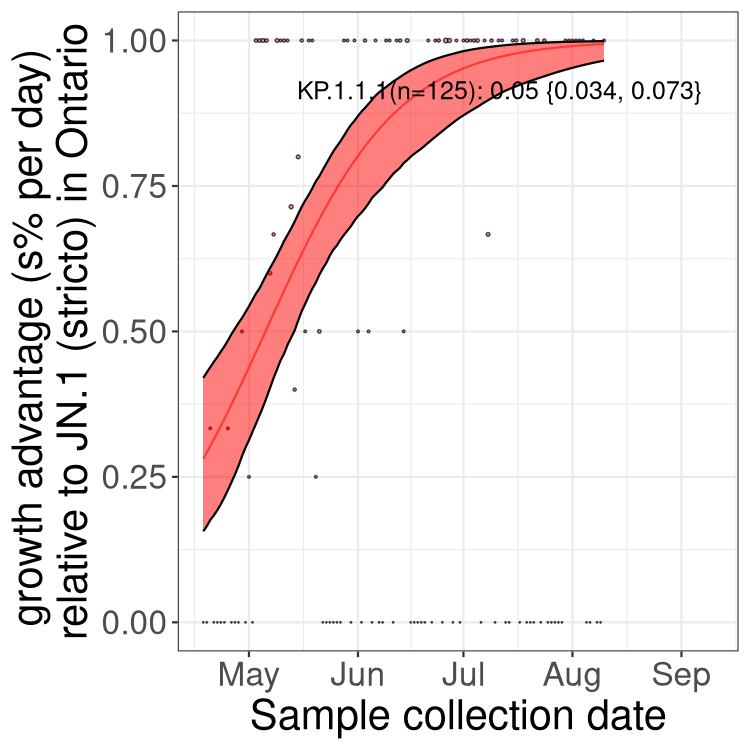 growth advantage (s% per day)
relative to JN.1 (stricto) in Ontario
1.00
0.75
0.50
0.25
0.00
KP.1.1.1(n=125): 0.05 {0.034, 0.073}
May Jun Jul Aug Sep
Sample collection date